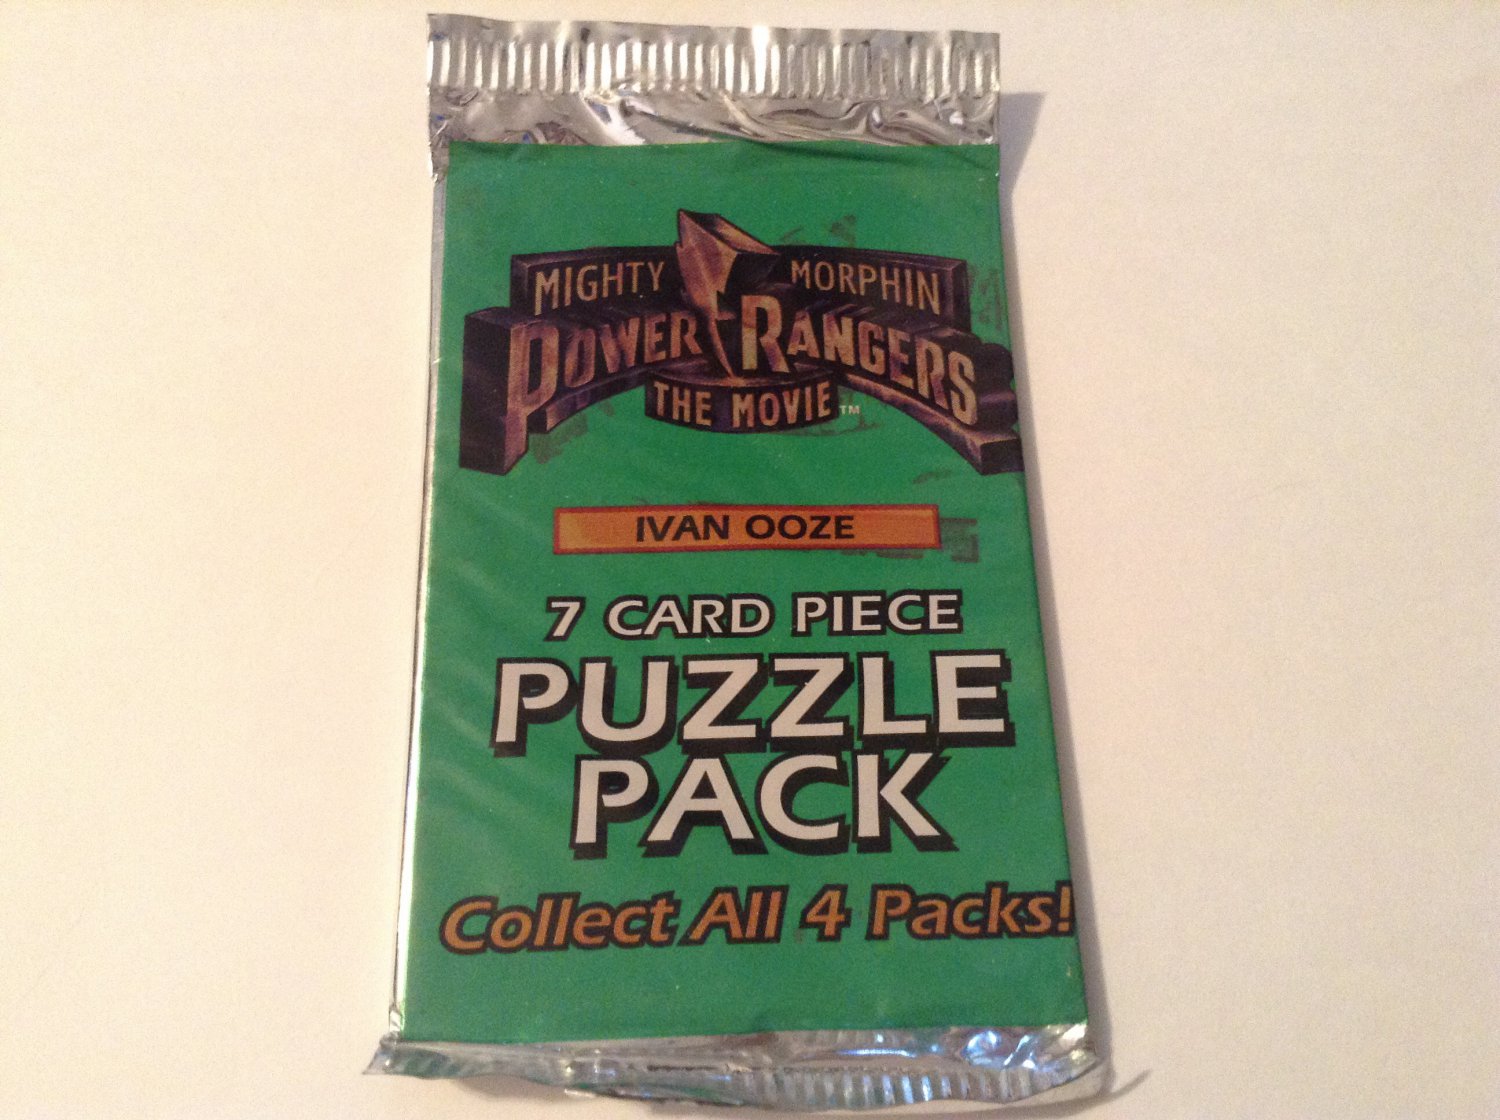 MIGHTY MORPHIN
POWER RANGERS
THE MOVIE™
IVAN OOZE
7 CARD PIECE
PUZZLE
PACK
Collect All 4 Packs!